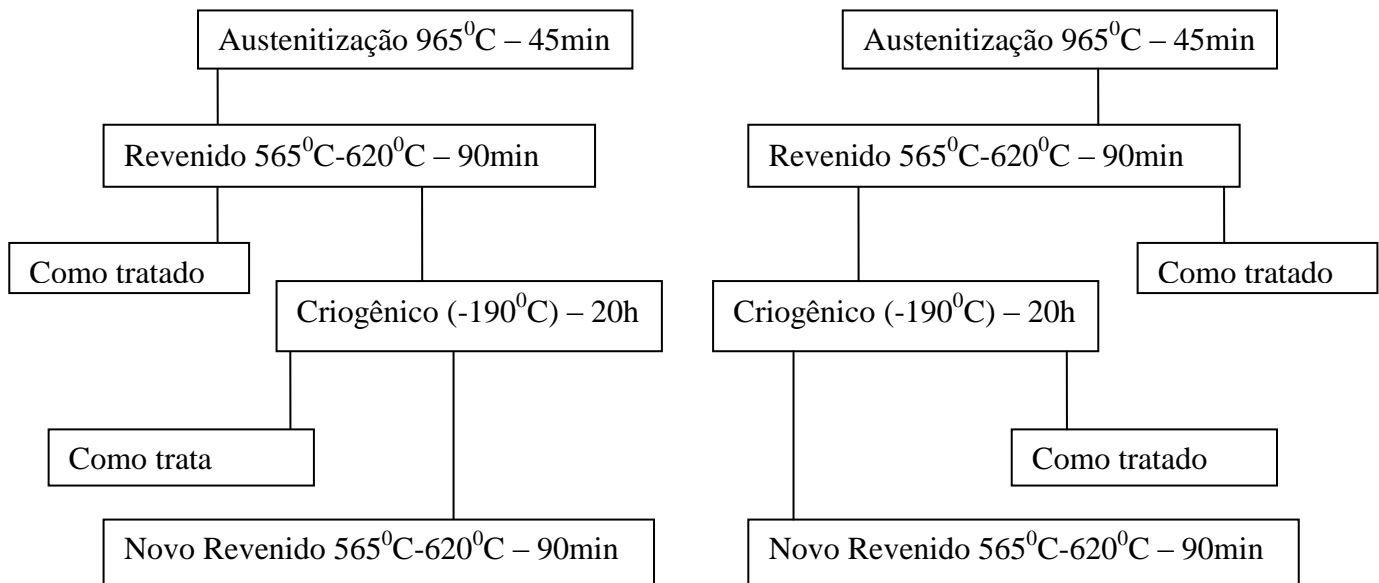 Austenitização 965⁰C – 45min
Austenitização 965⁰C – 45min
Revenido 565⁰C-620⁰C – 90min
Revenido 565⁰C-620⁰C – 90min
Como tratado
Como tratado
Criogênico (-190⁰C) – 20h
Criogênico (-190⁰C) – 20h
Como trata
Como tratado
Novo Revenido 565⁰C-620⁰C – 90min
Novo Revenido 565⁰C-620⁰C – 90min